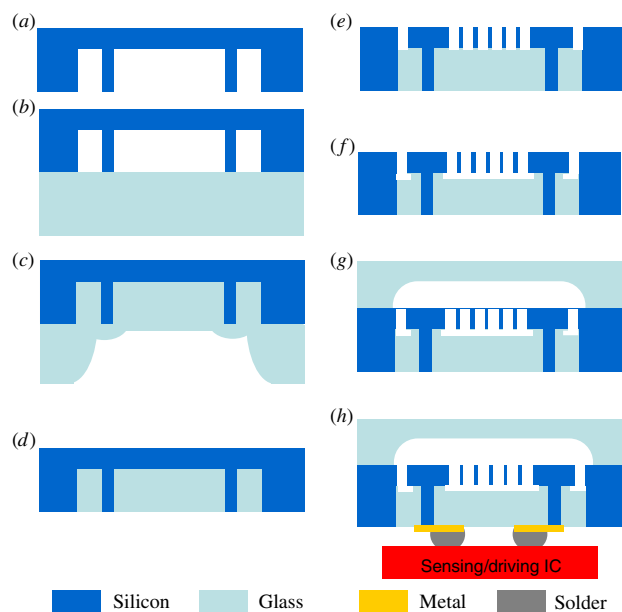 (a)
(b)
(c)
(d)
(e)
(f)
(g)
(h)
Sensing/driving IC
Silicon Glass Metal Solder